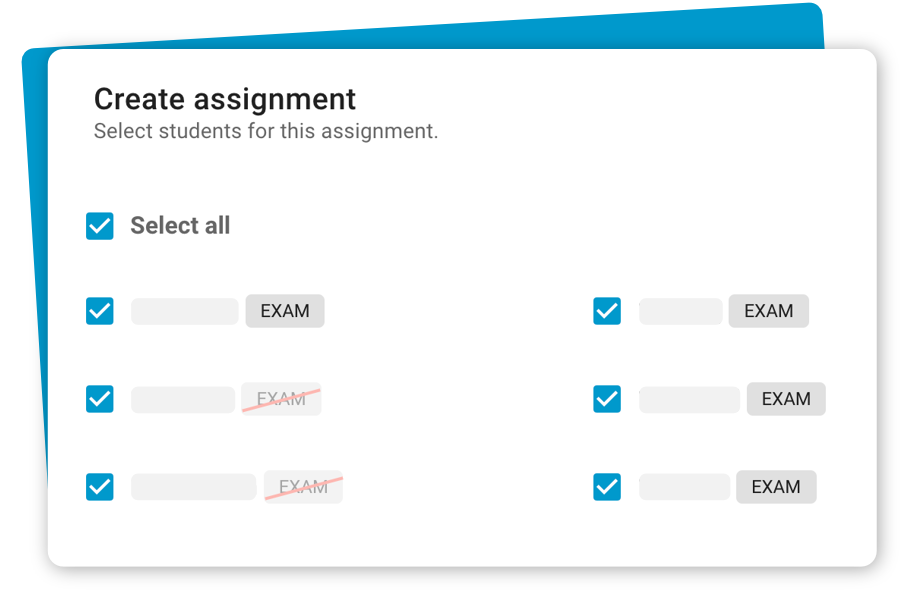 Create assignment
Select students for this assignment.
Select all
EXAM EXAM
EXAM EXAM
EXAM EXAM